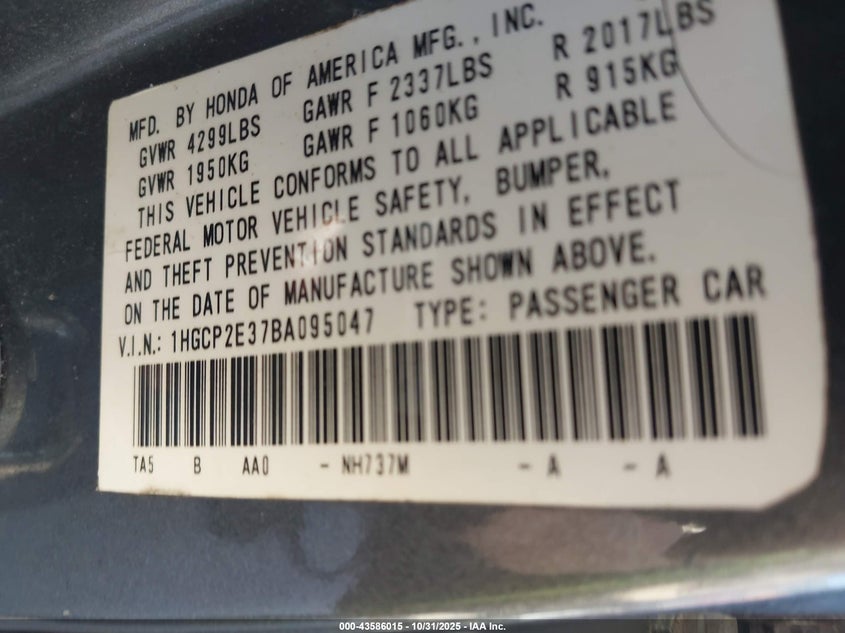 MFD. BY HONDA OF AMERICA MFG., INC.
GVWR 4299LBS GAWR F 2337LBS R 2017LBS
GVWR 1950KG GAWR F 1060KG R 915KG
THIS VEHICLE CONFORMS TO ALL APPLICABLE
FEDERAL MOTOR VEHICLE SAFETY, BUMPER,
AND THEFT PREVENTION STANDARDS IN EFFECT
ON THE DATE OF MANUFACTURE SHOWN ABOVE.
V.I.N.: 1HGCP2E37BA095047 TYPE: PASSENGER CAR
TA5 B AA0 - NH737M - A - A
000-43586015 - 10/31/2025 - IAA Inc.